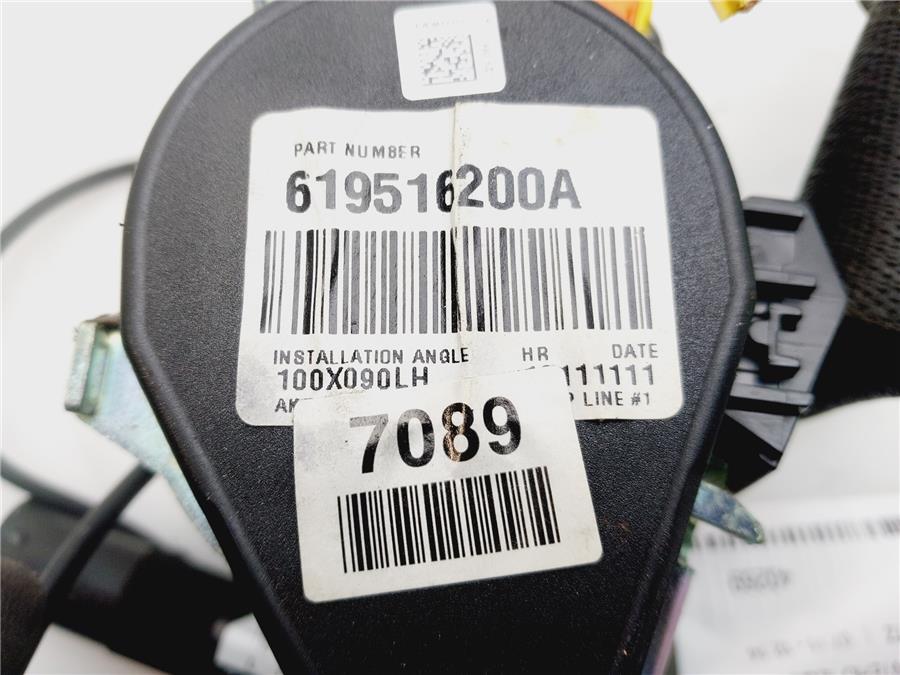 PART NUMBER
619516200A
INSTALLATION ANGLE HR DATE
100X090LH 111111
LINE #1
7089